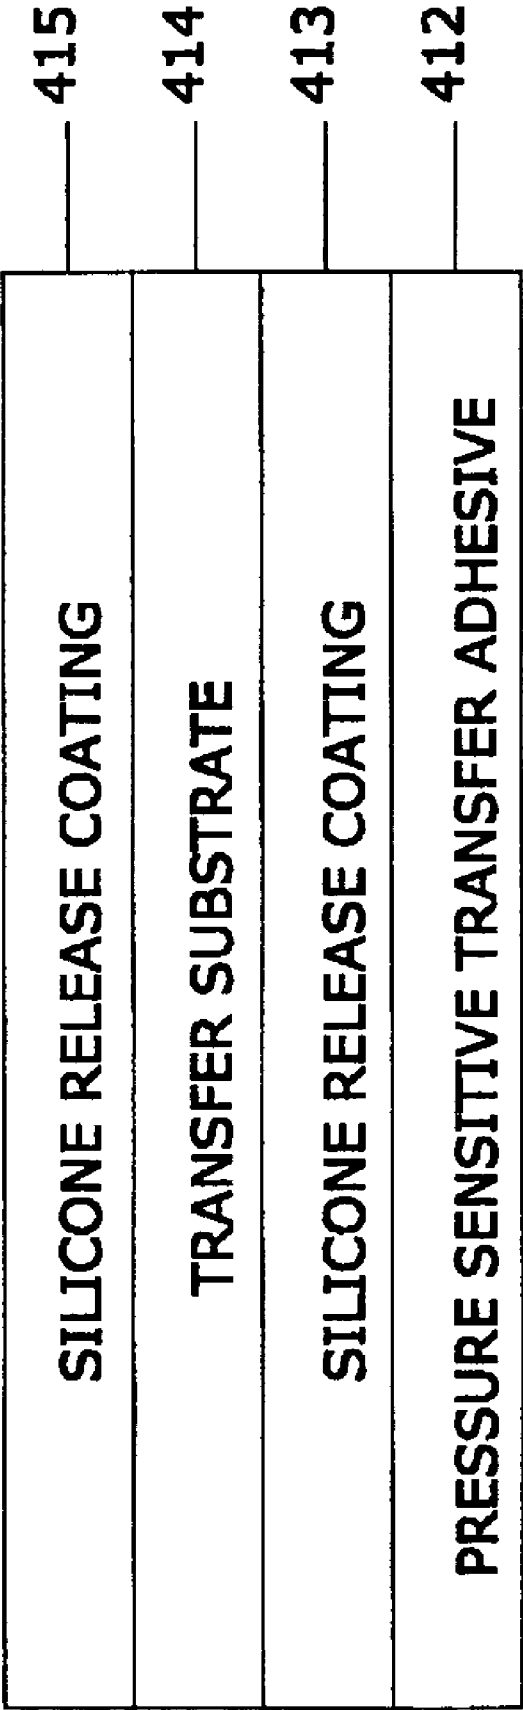 SILICONE RELEASE COATING 415
TRANSFER SUBSTRATE 414
SILICONE RELEASE COATING 413
PRESSURE SENSITIVE TRANSFER ADHESIVE 412